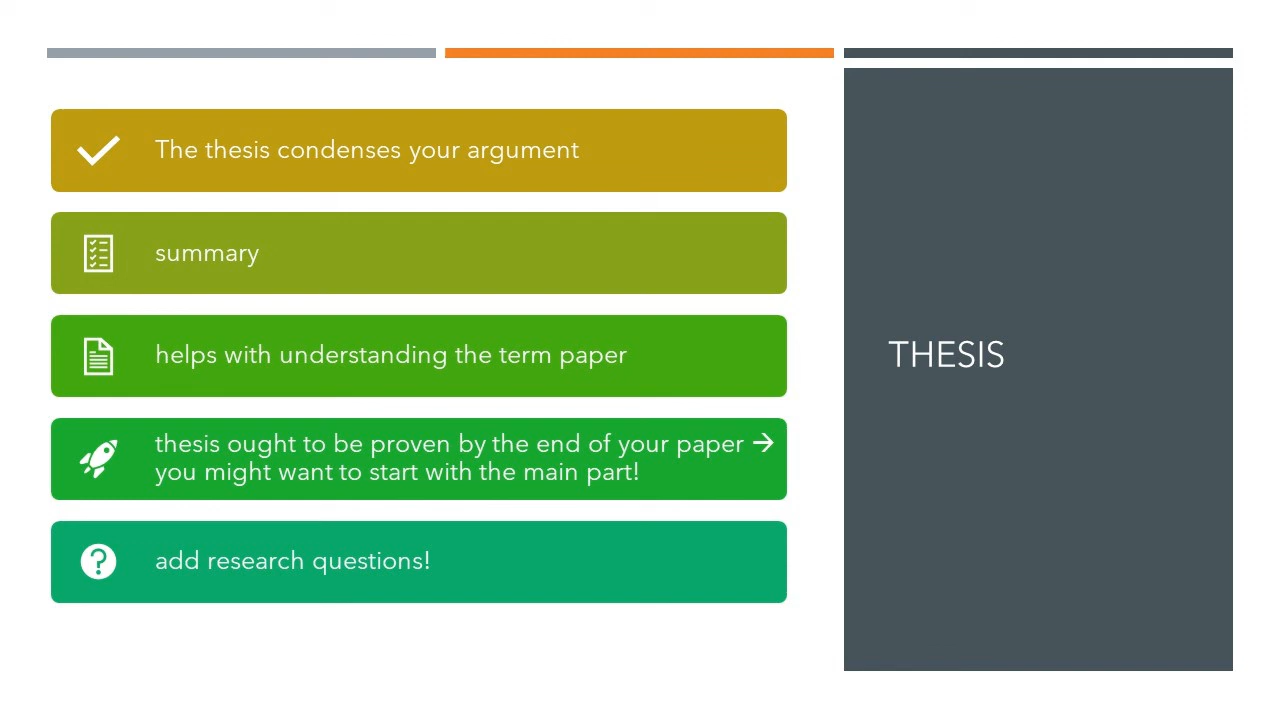 The thesis condenses your argument
summary
helps with understanding the term paper
thesis ought to be proven by the end of your paper →
you might want to start with the main part!
add research questions!
THESIS